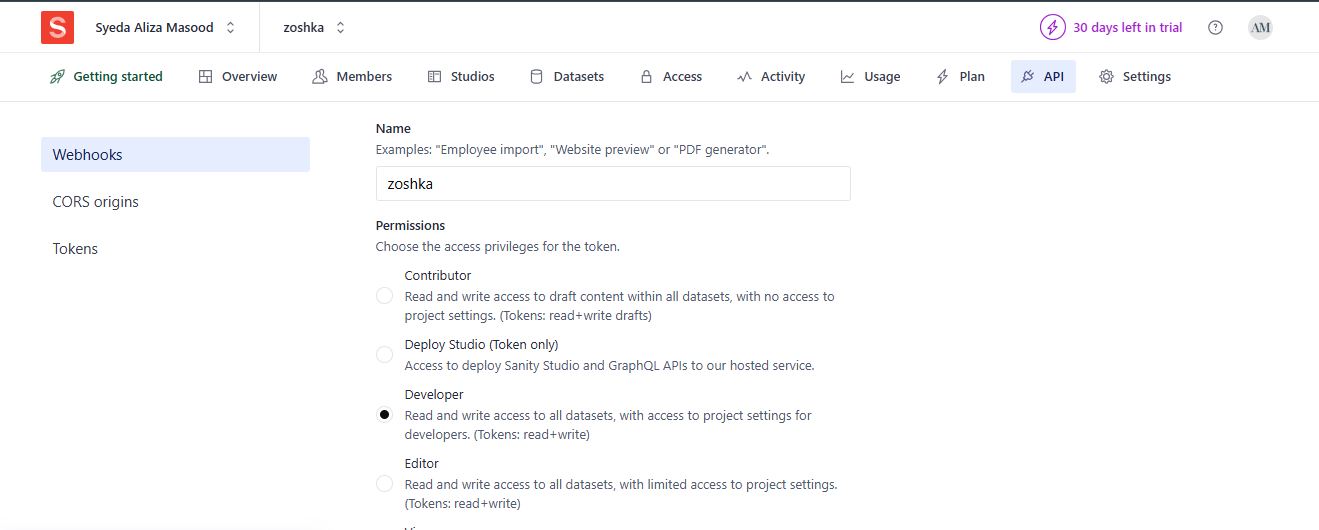 S Syeda Aliza Masood zoshka 30 days left in trial ? AM
Getting started Overview Members Studios Datasets Access Activity Usage Plan API Settings
Name
Webhooks
Examples: "Employee import", "Website preview" or "PDF generator".
zoshka
CORS origins
Permissions
Tokens
Choose the access privileges for the token.
Contributor
Read and write access to draft content within all datasets, with no access to
project settings. (Tokens: read+write drafts)
Deploy Studio (Token only)
Access to deploy Sanity Studio and GraphQL APIs to our hosted service.
Developer
Read and write access to all datasets, with access to project settings for
developers. (Tokens: read+write)
Editor
Read and write access to all datasets, with limited access to project settings.
(Tokens: read+write)